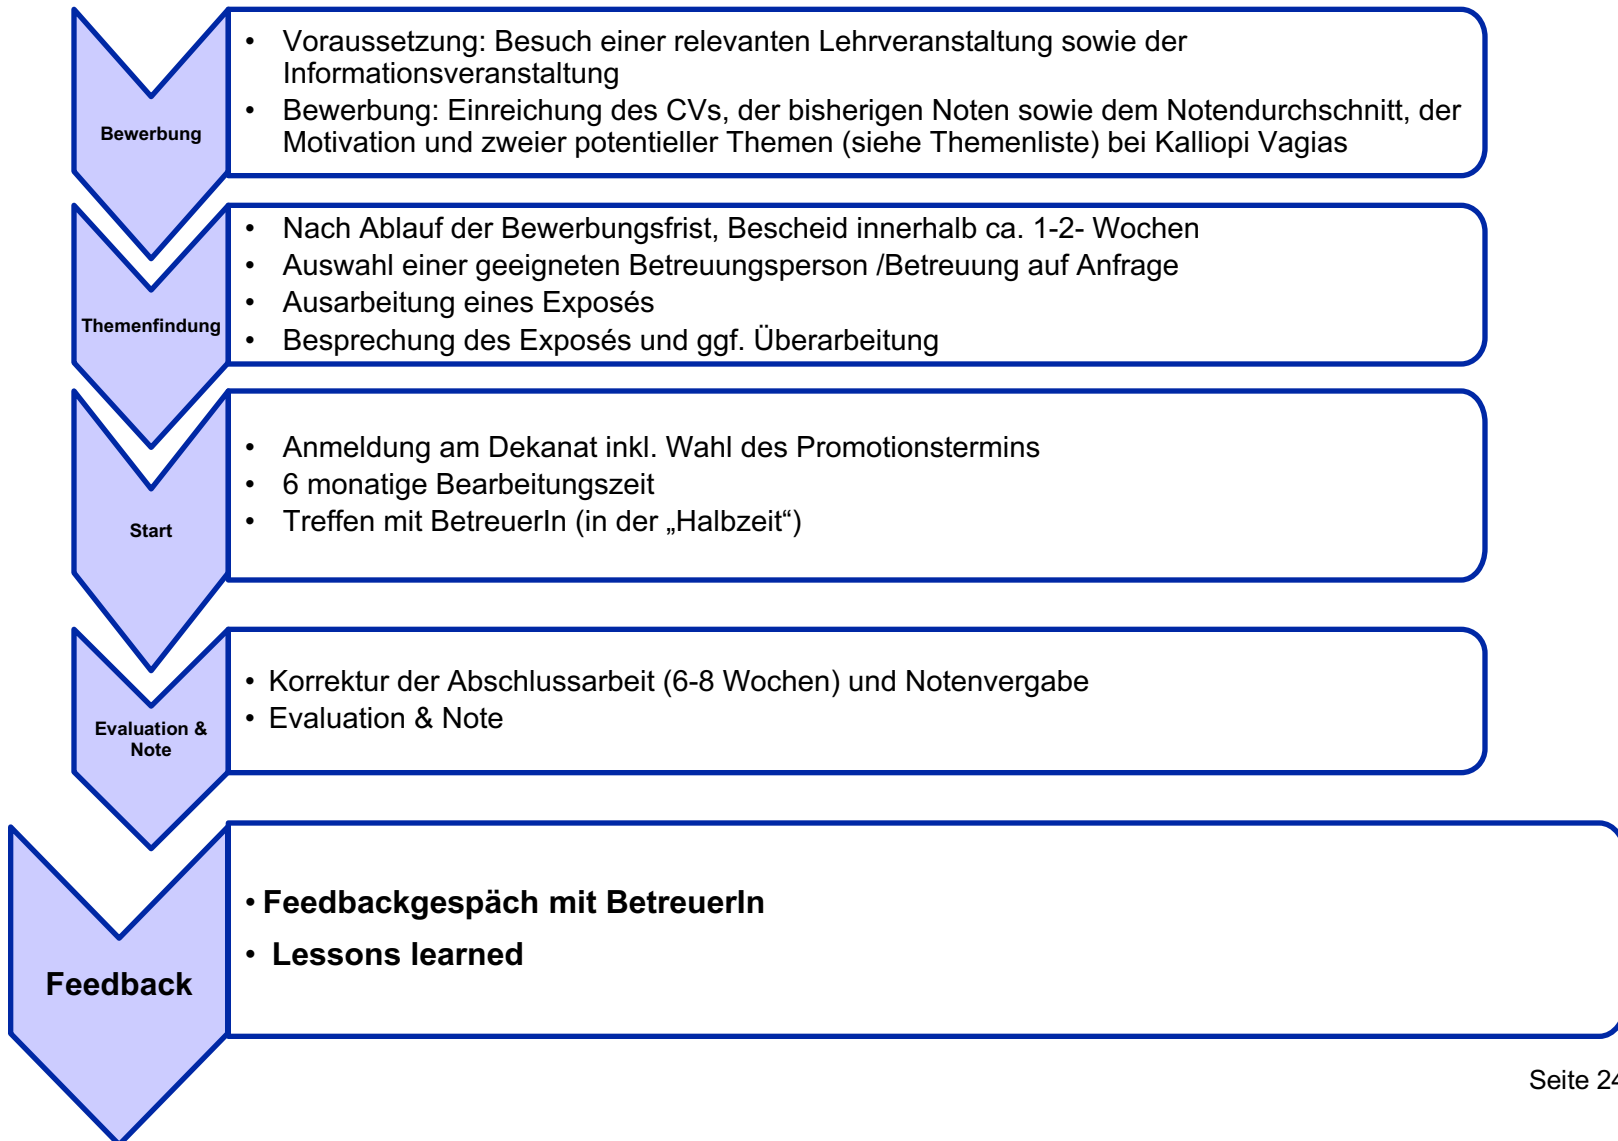 Bewerbung
• Voraussetzung: Besuch einer relevanten Lehrveranstaltung sowie der
Informationsveranstaltung
• Bewerbung: Einreichung des CVs, der bisherigen Noten sowie dem Notendurchschnitt, der
Motivation und zweier potentieller Themen (siehe Themenliste) bei Kalliopi Vagias
Themenfindung
• Nach Ablauf der Bewerbungsfrist, Bescheid innerhalb ca. 1-2- Wochen
• Auswahl einer geeigneten Betreuungsperson /Betreuung auf Anfrage
• Ausarbeitung eines Exposés
• Besprechung des Exposés und ggf. Überarbeitung
Start
• Anmeldung am Dekanat inkl. Wahl des Promotionstermins
• 6 monatige Bearbeitungszeit
• Treffen mit BetreuerIn (in der „Halbzeit“)
Evaluation &
Note
• Korrektur der Abschlussarbeit (6-8 Wochen) und Notenvergabe
• Evaluation & Note
Feedback
• Feedbackgespäch mit BetreuerIn
• Lessons learned
Seite 24